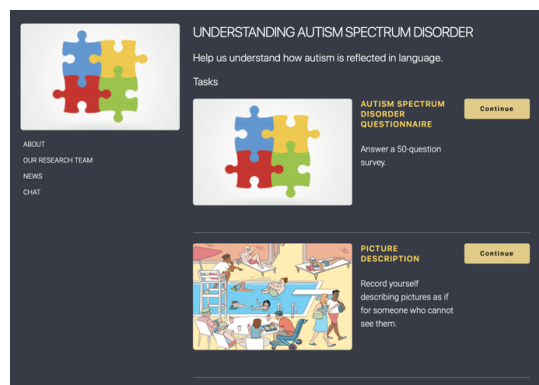 UNDERSTANDING AUTISM SPECTRUM DISORDER
Help us understand how autism is reflected in language.
Tasks
ABOUT
OUR RESEARCH TEAM
NEWS
CHAT
AUTISM SPECTRUM
DISORDER
QUESTIONNAIRE
Answer a 50-question
survey.
Continue
PICTURE
DESCRIPTION
Record yourself
describing pictures as if
for someone who cannot
see them.
Continue